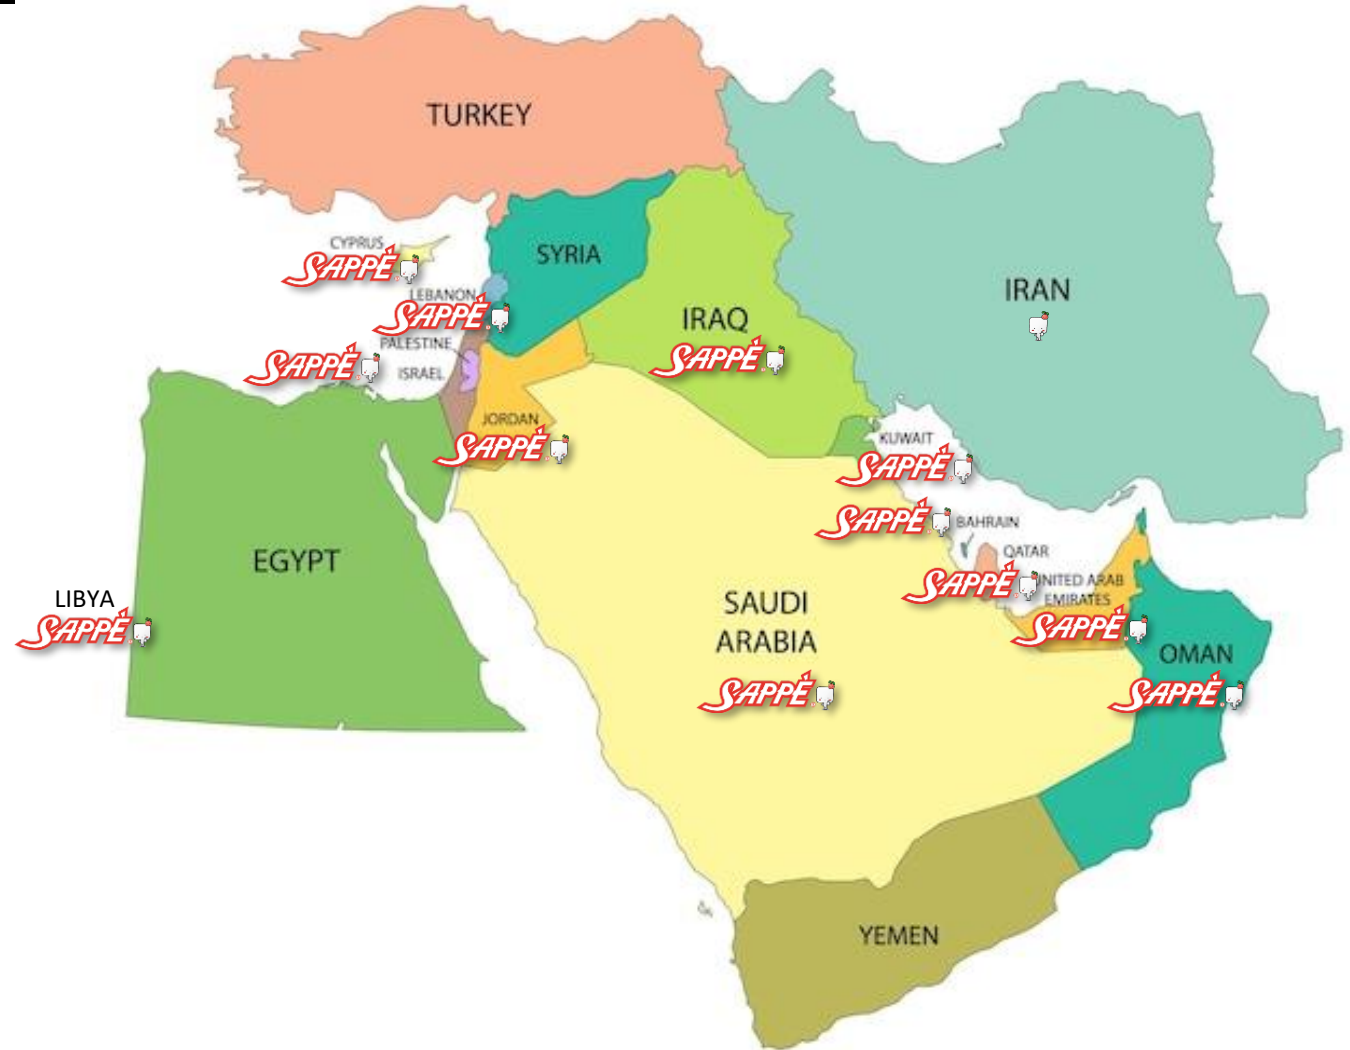 TURKEY
CYPRUS
SAPPÉ
SYRIA
LEBANON
SAPPÉ
IRAN
IRAQ
SAPPÉ
PALESTINE
SAPPÉ
ISRAEL
JORDAN
SAPPÉ
KUWAIT
SAPPÉ
SAPPÉ
BAHRAIN
QATAR
SAPPÉ
UNITED ARAB
EMIRATES
SAPPÉ
EGYPT
LIBYA
SAPPÉ
SAUDI
ARABIA
SAPPÉ
OMAN
SAPPÉ
YEMEN